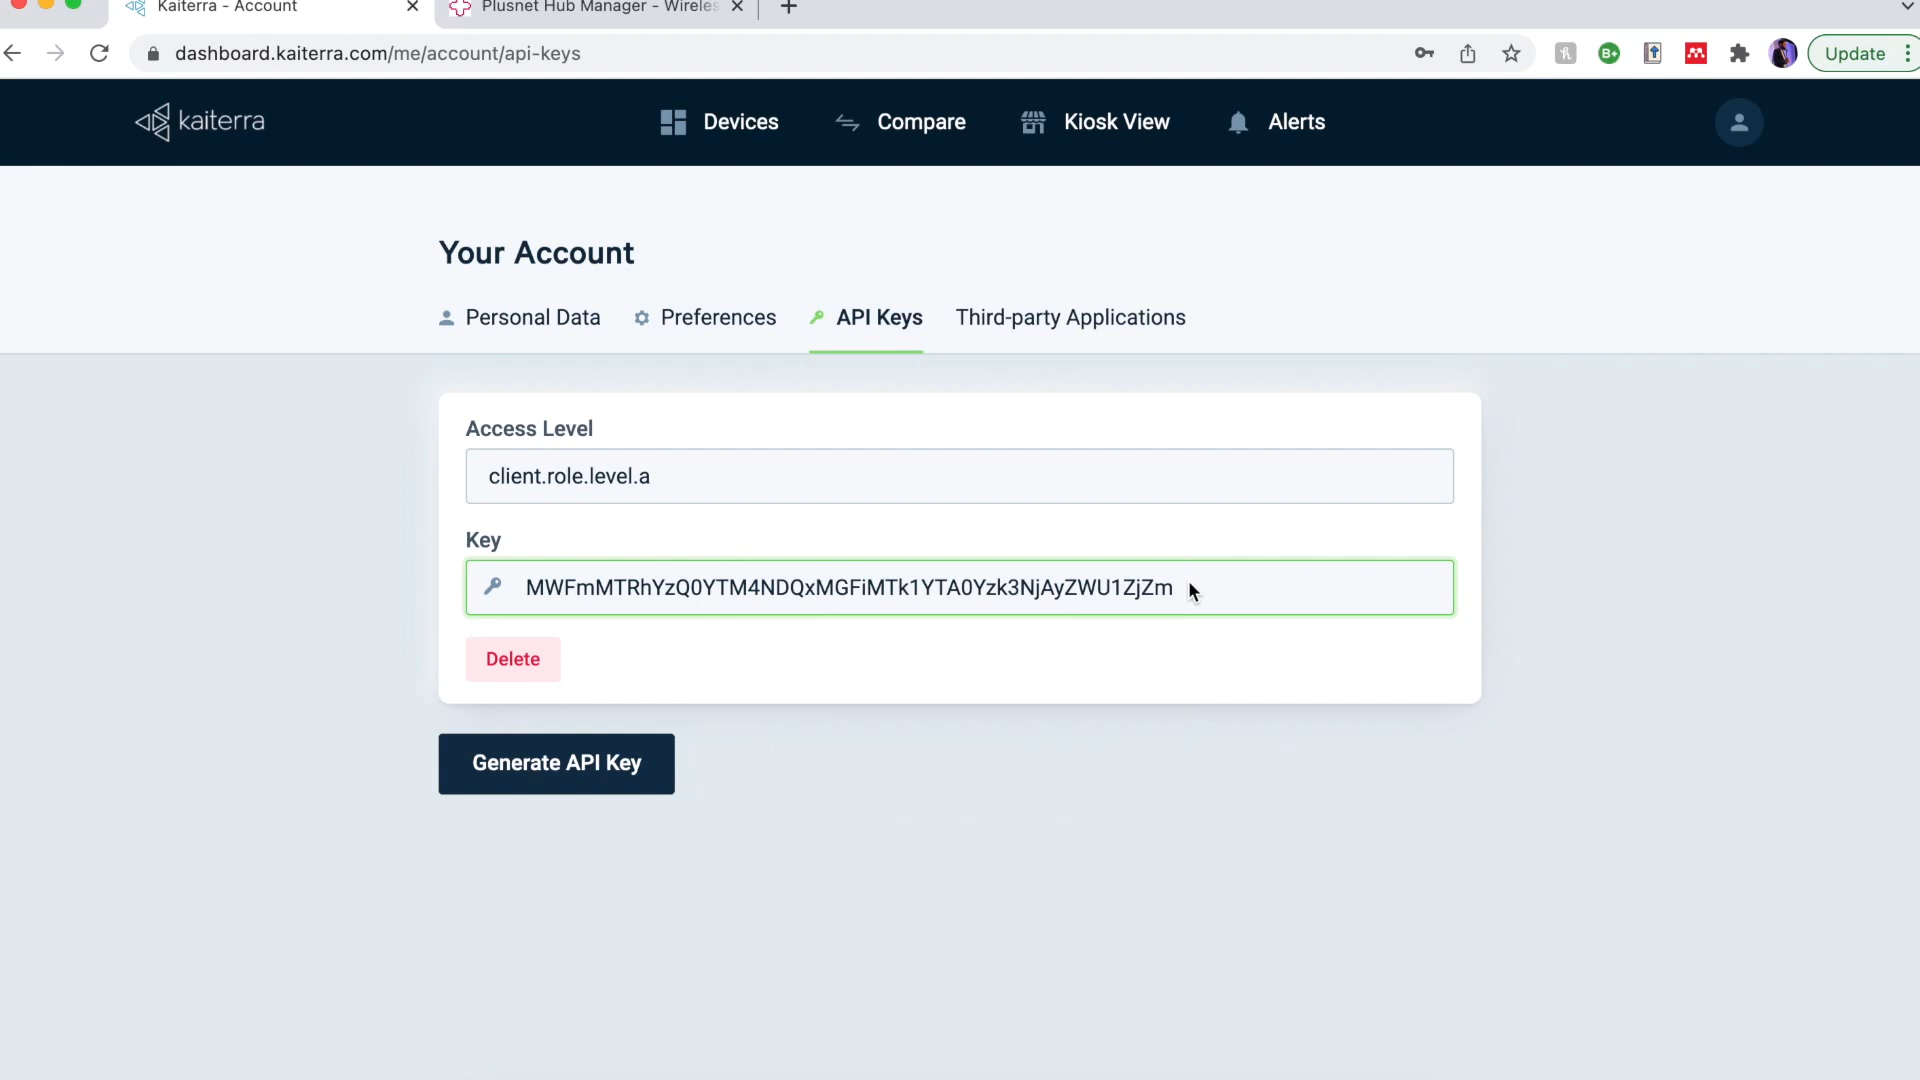 Kaiterra - Account
Plusnet Hub Manager - Wireles
dashboard.kaiterra.com/me/account/api-keys
Update
kaiterra
Devices
Compare
Kiosk View
Alerts
Your Account
Personal Data
Preferences
API Keys
Third-party Applications
Access Level
client.role.level.a
Key
MWFmMTRhYzQ0YTM4NDQxMGFiMTk1YTA0Yzk3NjAyZWU1ZjZm
Delete
Generate API Key